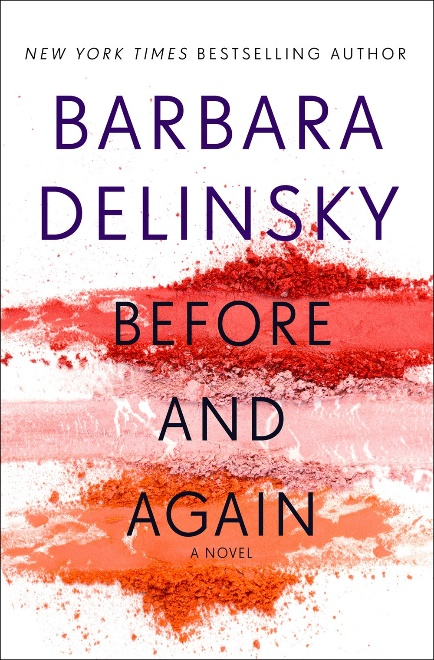 NEW YORK TIMES BESTSELLING AUTHOR
BARBARA
DELINSKY
BEFORE
AND
AGAIN
A NOVEL